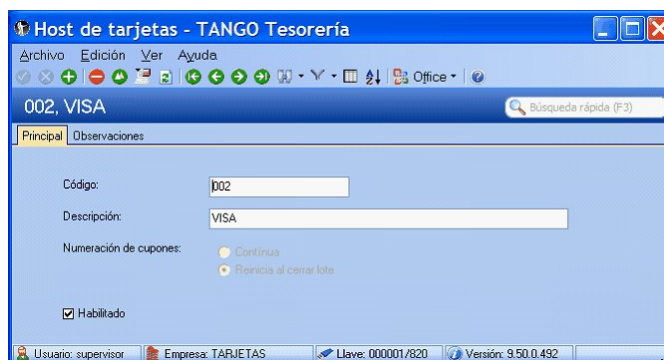 Host de tarjetas - TANGO Tesorería
Archivo Edición Ver Ayuda
Office
002, VISA
Búsqueda rápida (F3)
Principal Observaciones
Código: 002
Descripción: VISA
Numeración de cupones: Continua
Reinicia al cerrar lote
Habilitado
Usuario: supervisor Empresa: TARJETAS Llave: 000001/820 Versión: 9.50.0.492